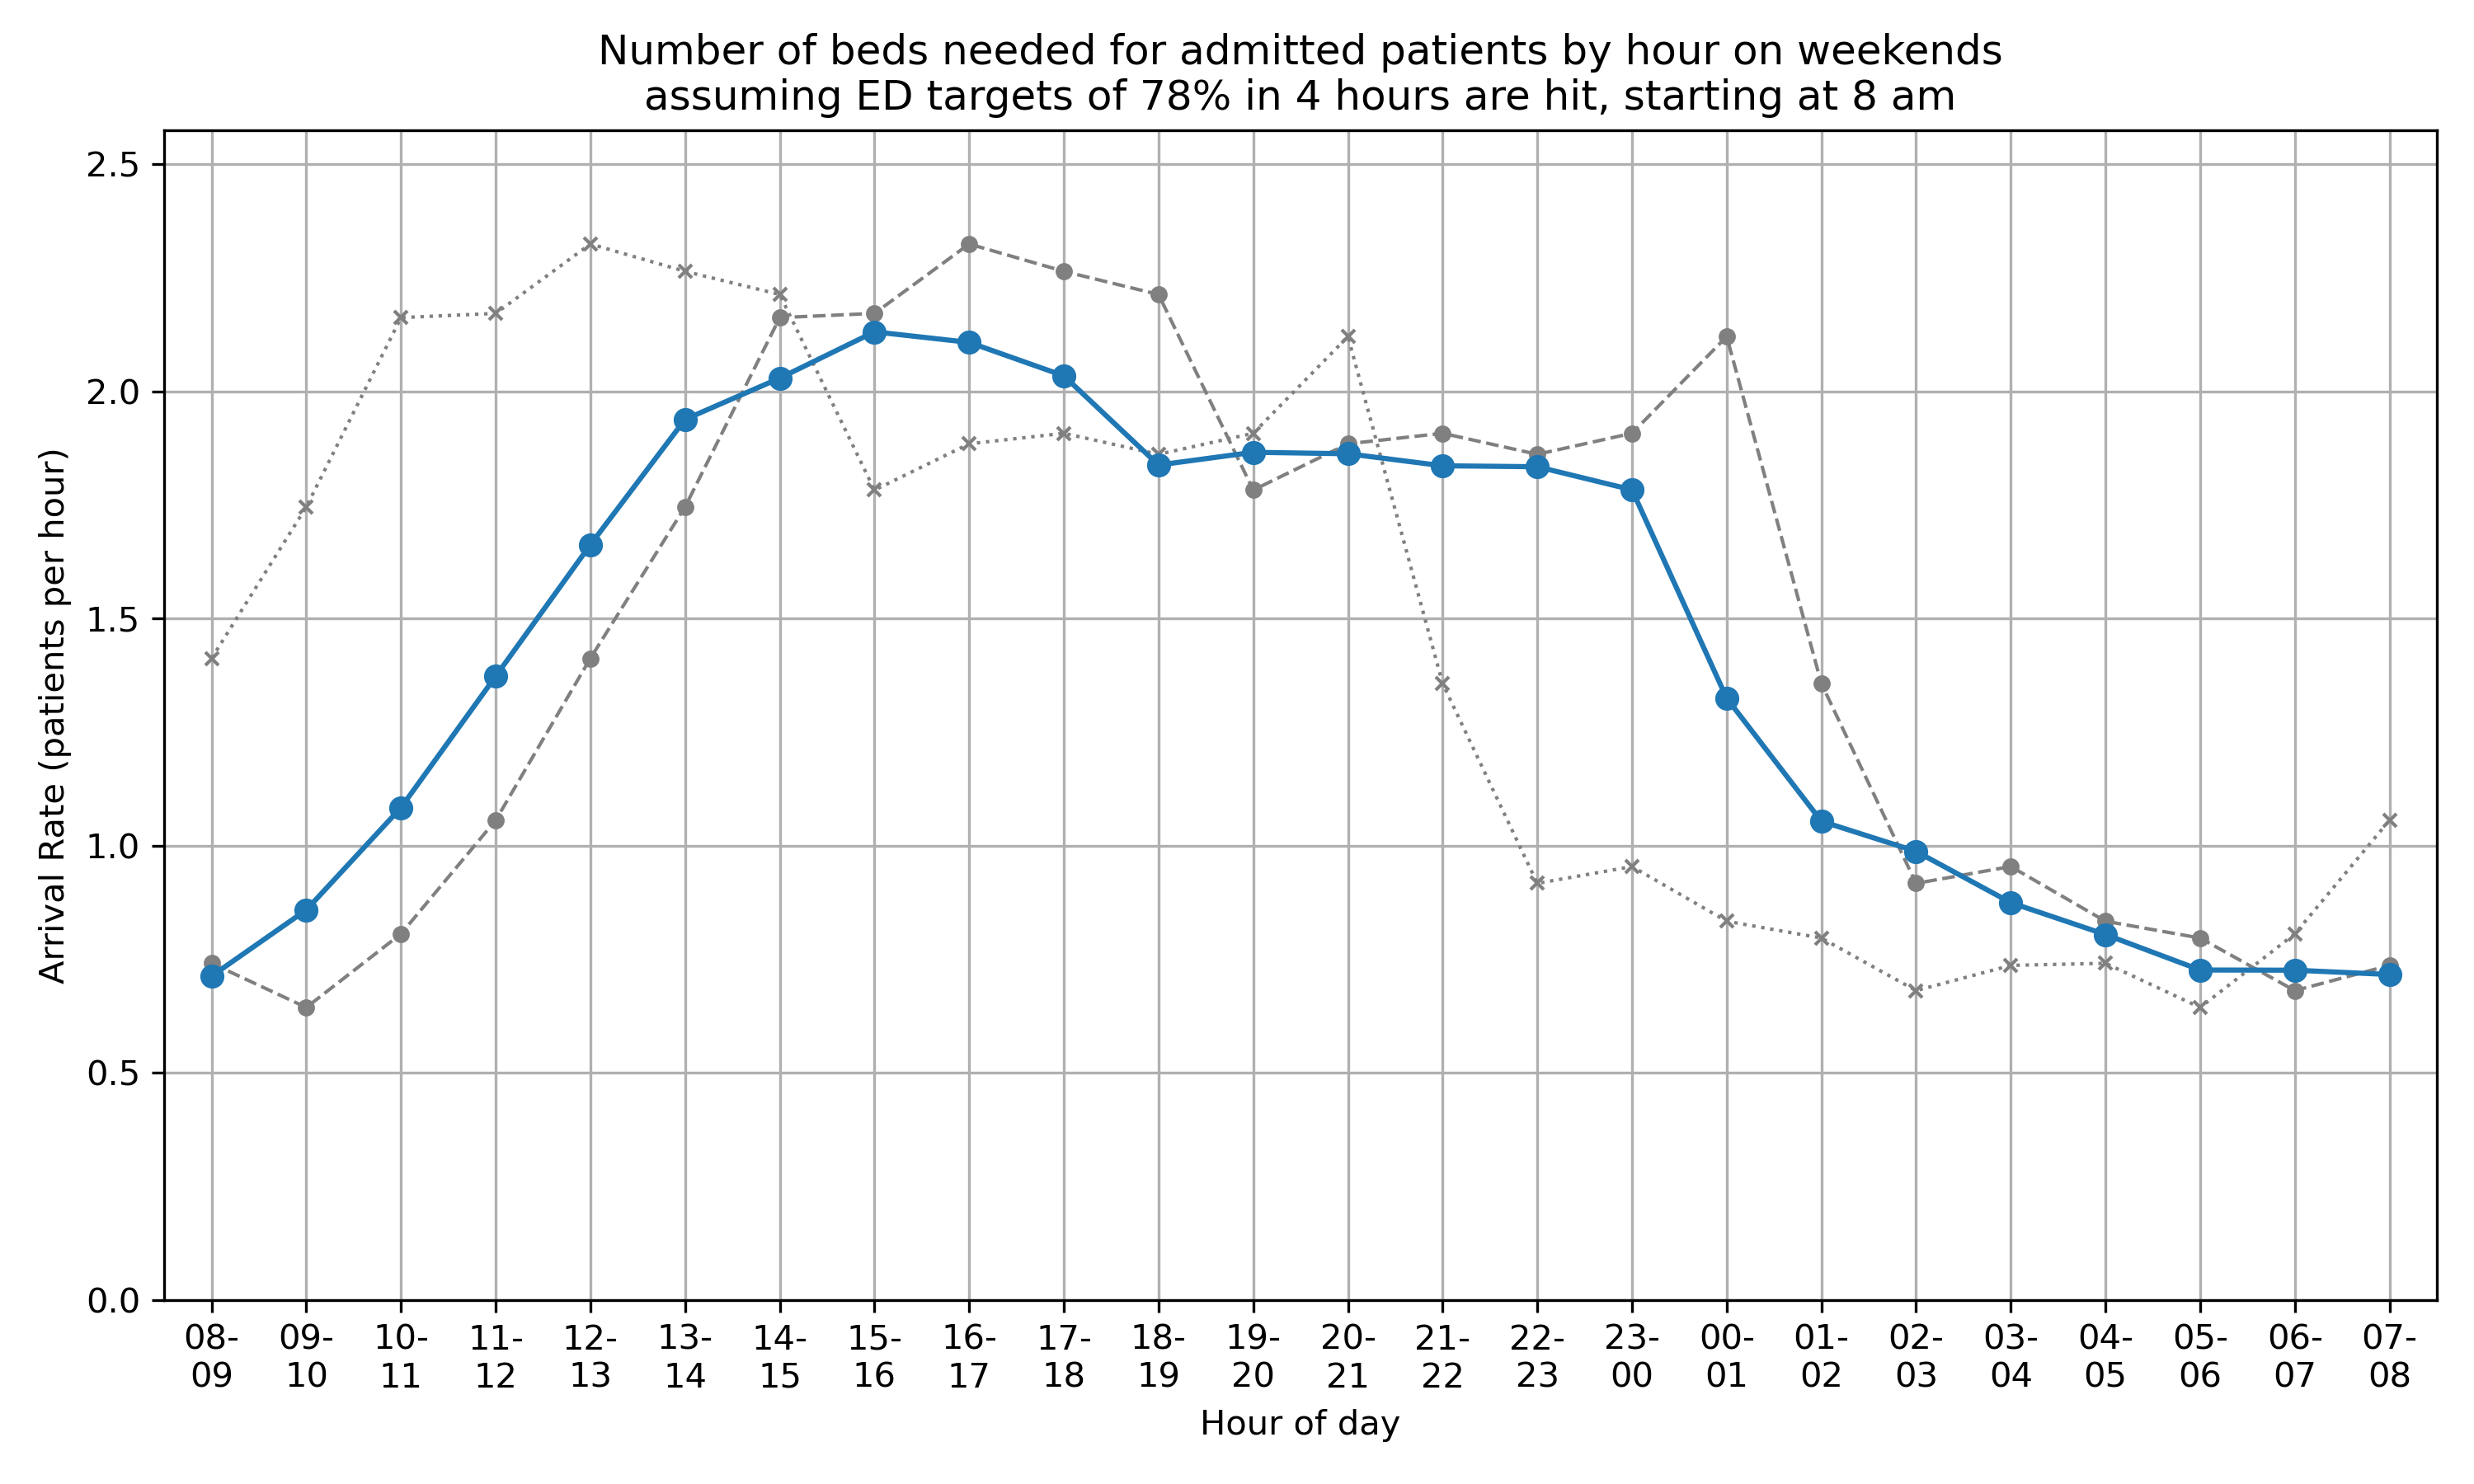 Number of beds needed for admitted patients by hour on weekends
assuming ED targets of 78% in 4 hours are hit, starting at 8 am
Arrival Rate (patients per hour)
2.5
2.0
1.5
1.0
0.5
0.0
08- 09- 10- 11- 12- 13- 14- 15- 16- 17- 18- 19- 20- 21- 22- 23- 00- 01- 02- 03- 04- 05- 06- 07-
09 10 11 12 13 14 15 16 17 18 19 20 21 22 23 00 01 02 03 04 05 06 07 08
Hour of day